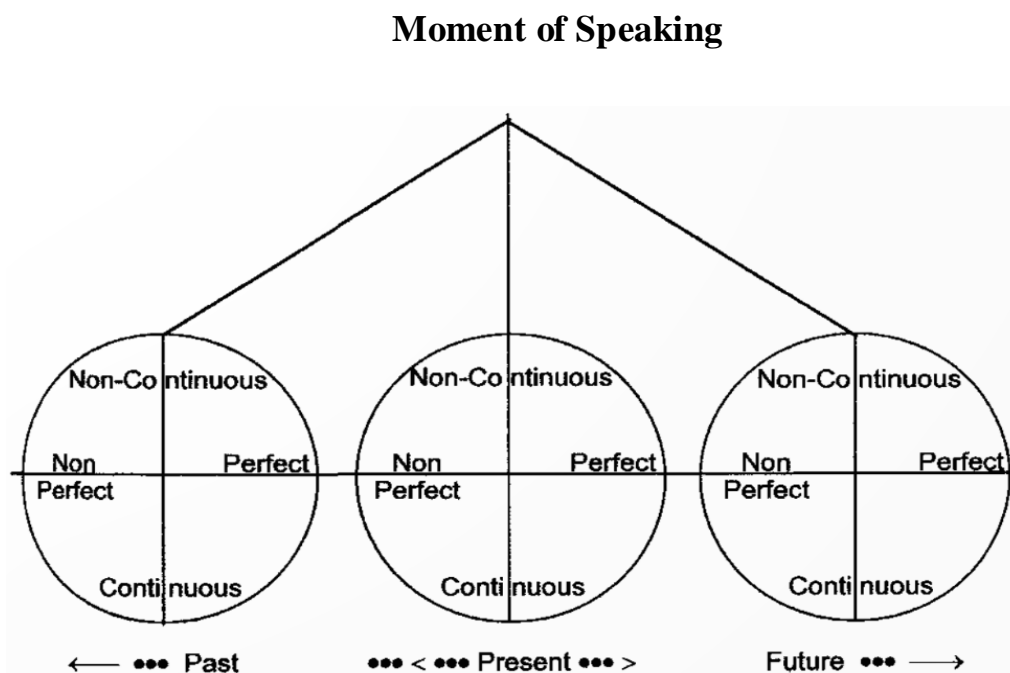 Moment of Speaking
Non-Continuous Non-Continuous Non-Continuous
Non Perfect Non Perfect Non Perfect
Perfect Perfect Perfect
Continuous Continuous Continuous
← ••• Past ••• < ••• Present ••• > Future ••• →